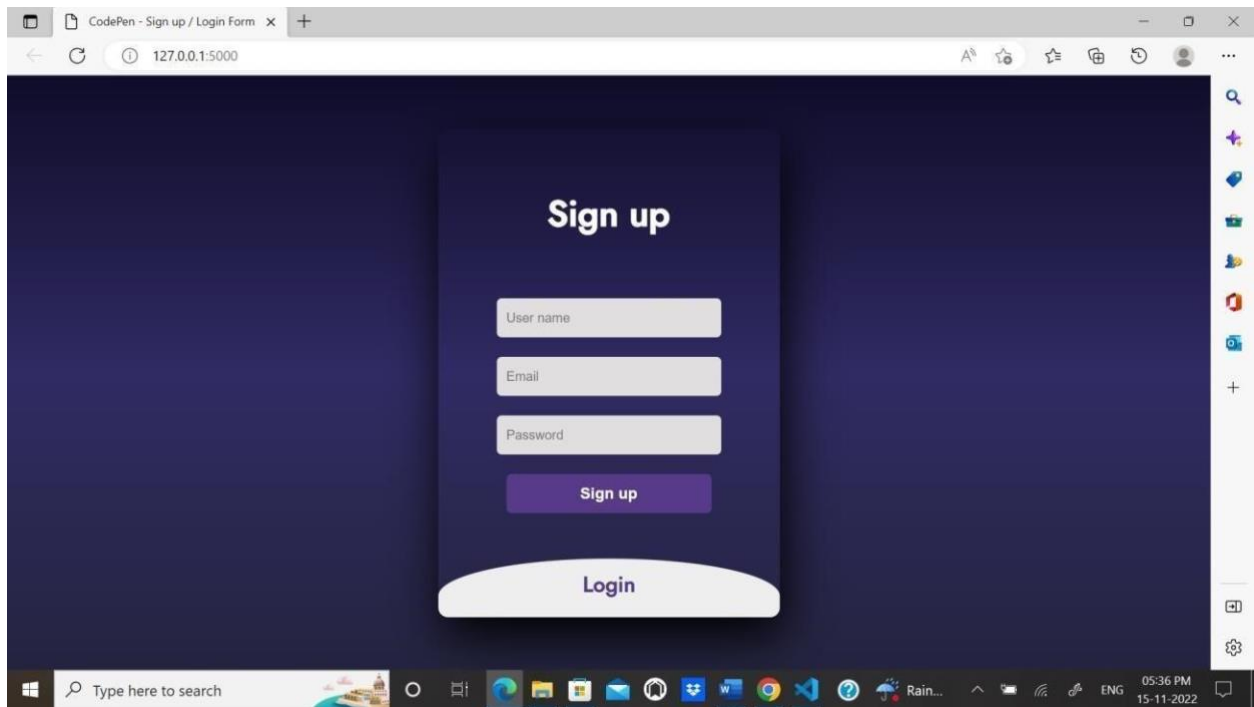 CodePen - Sign up / Login Form
127.0.0.1:5000
Sign up
User name
Email
Password
Sign up
Login
Type here to search
Rain...
ENG
05:36 PM
15-11-2022